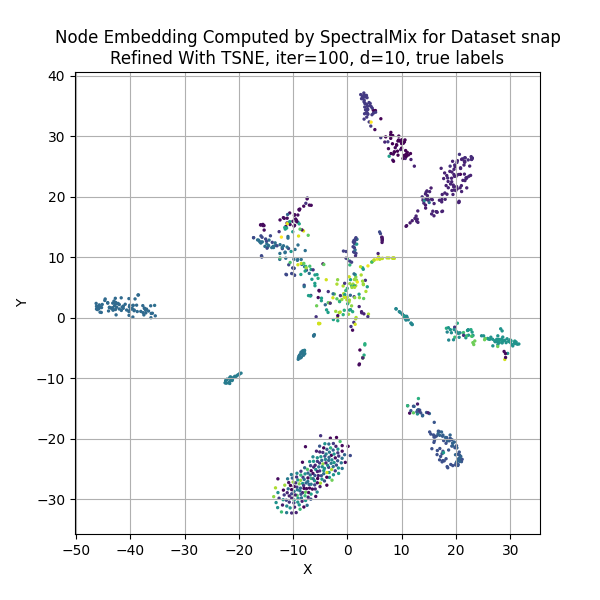 Node Embedding Computed by SpectralMix for Dataset snap
Refined With TSNE, iter=100, d=10, true labels
40
30
20
10
0
−10
−20
−30
Y
−50 −40 −30 −20 −10 0 10 20 30
X